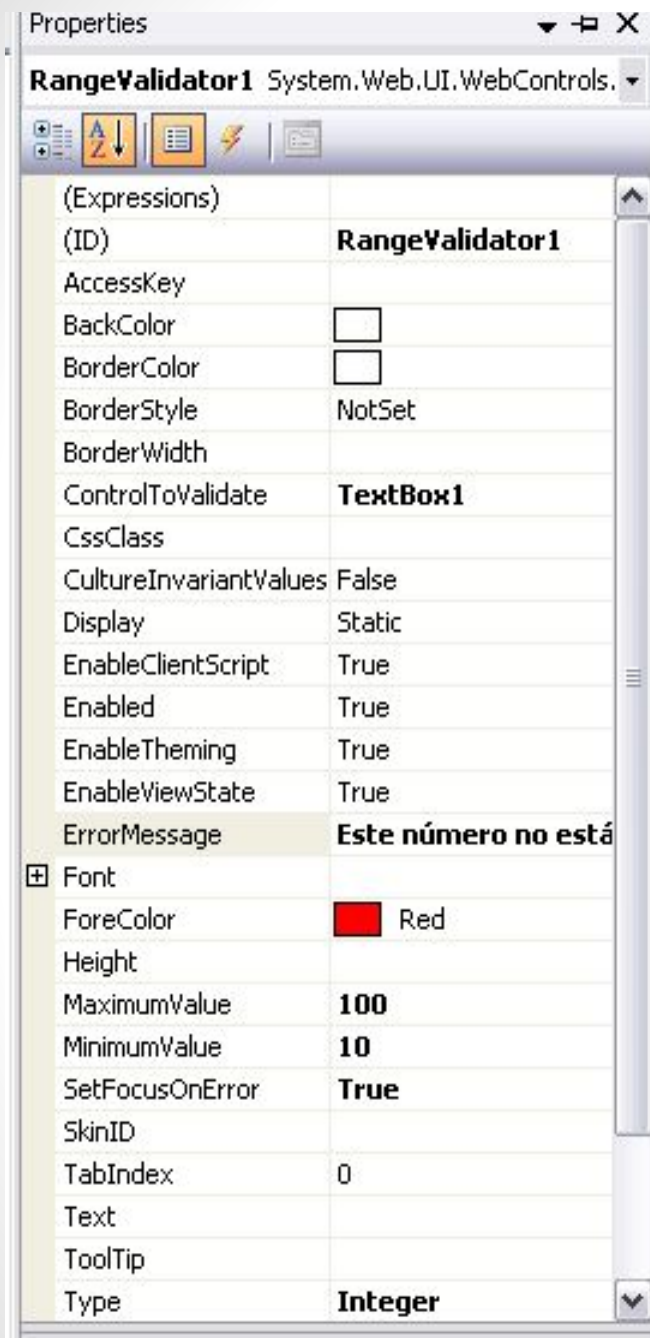 Properties
RangeValidator1 System.Web.UI.WebControls.
A
Z
(Expressions)
(ID) RangeValidator1
AccessKey
BackColor
BorderColor
BorderStyle NotSet
BorderWidth
ControlToValidate TextBox1
CssClass
CultureInvariantValues False
Display Static
EnableClientScript True
Enabled True
EnableTheming True
EnableViewState True
ErrorMessage Este número no está
Font
ForeColor Red
Height
MaximumValue 100
MinimumValue 10
SetFocusOnError True
SkinID
TabIndex 0
Text
ToolTip
Type Integer